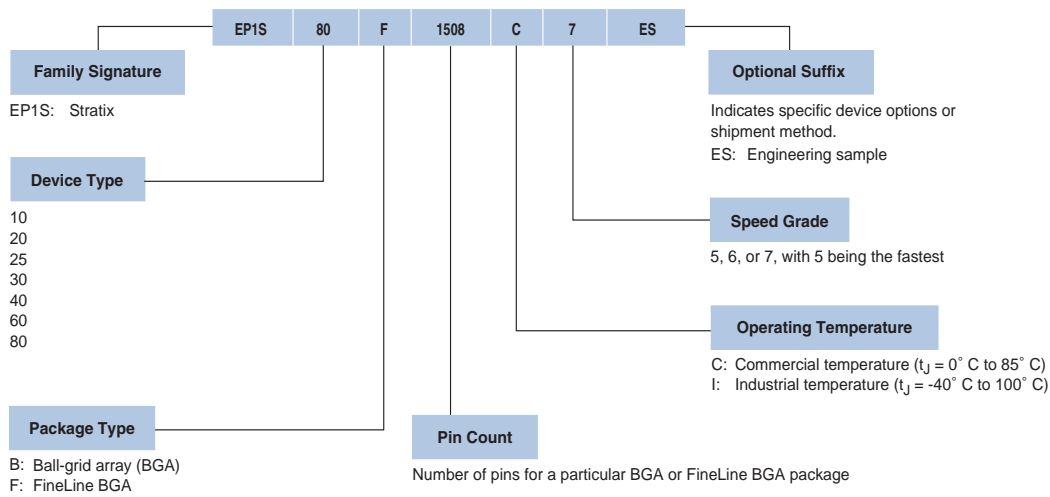 EP1S 80 F 1508 C 7 ES
Family Signature
EP1S: Stratix
Optional Suffix
Indicates specific device options or
shipment method.
ES: Engineering sample
Device Type
10
20
25
30
40
60
80
Speed Grade
5, 6, or 7, with 5 being the fastest
Operating Temperature
C: Commercial temperature (tJ = 0˚ C to 85˚ C)
I: Industrial temperature (tJ = -40˚ C to 100˚ C)
Package Type
B: Ball-grid array (BGA)
F: FineLine BGA
Pin Count
Number of pins for a particular BGA or FineLine BGA package